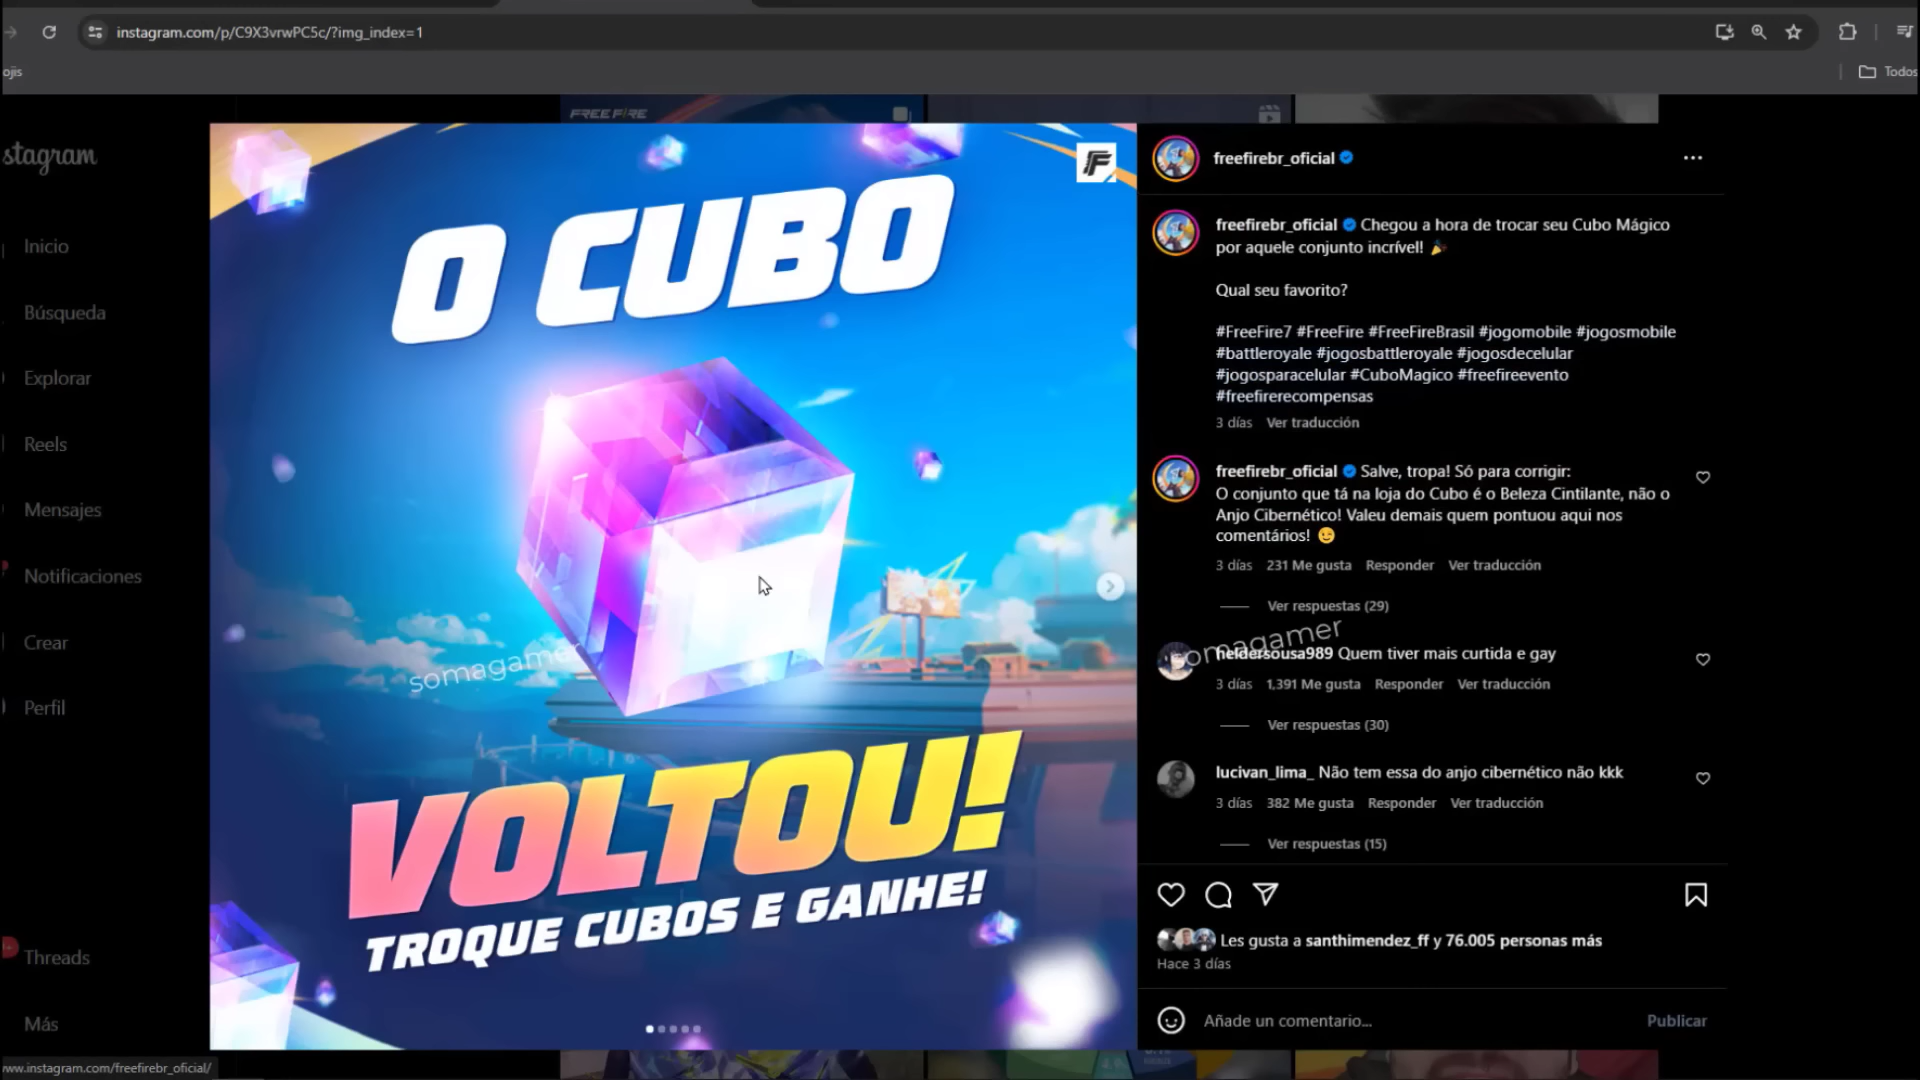 instagram.com/p/C9X3vrwPC5c/?img_index=1
ojis
Todos
FREE FIRE
stagram
Inicio
Búsqueda
Explorar
Reels
Mensajes
Notificaciones
Crear
Perfil
Threads
Más
www.instagram.com/freefirebr_oficial/
O CUBO
somagamer
VOLTOU!
TROQUE CUBOS E GANHE!
freefirebr_oficial
freefirebr_oficial Chegou a hora de trocar seu Cubo Mágico
por aquele conjunto incrível! 🎉
Qual seu favorito?
#FreeFire7 #FreeFire #FreeFireBrasil #jogomobile #jogosmobile
#battleroyale #jogosbattleroyale #jogosdecelular
#jogosparacelular #CuboMagico #freefireevento
#freefirerecompensas
3 días Ver traducción
freefirebr_oficial Salve, tropa! Só para corrigir:
O conjunto que tá na loja do Cubo é o Beleza Cintilante, não o
Anjo Cibernético! Valeu demais quem pontuou aqui nos
comentários! 😉
3 días 231 Me gusta Responder Ver traducción
Ver respuestas (29)
somagamer
heldersousa989 Quem tiver mais curtida e gay
3 días 1,391 Me gusta Responder Ver traducción
Ver respuestas (30)
lucivan_lima_ Não tem essa do anjo cibernético não kkk
3 días 382 Me gusta Responder Ver traducción
Ver respuestas (15)
Les gusta a santhimendez_ff y 76.005 personas más
Hace 3 días
Añade un comentario...
Publicar